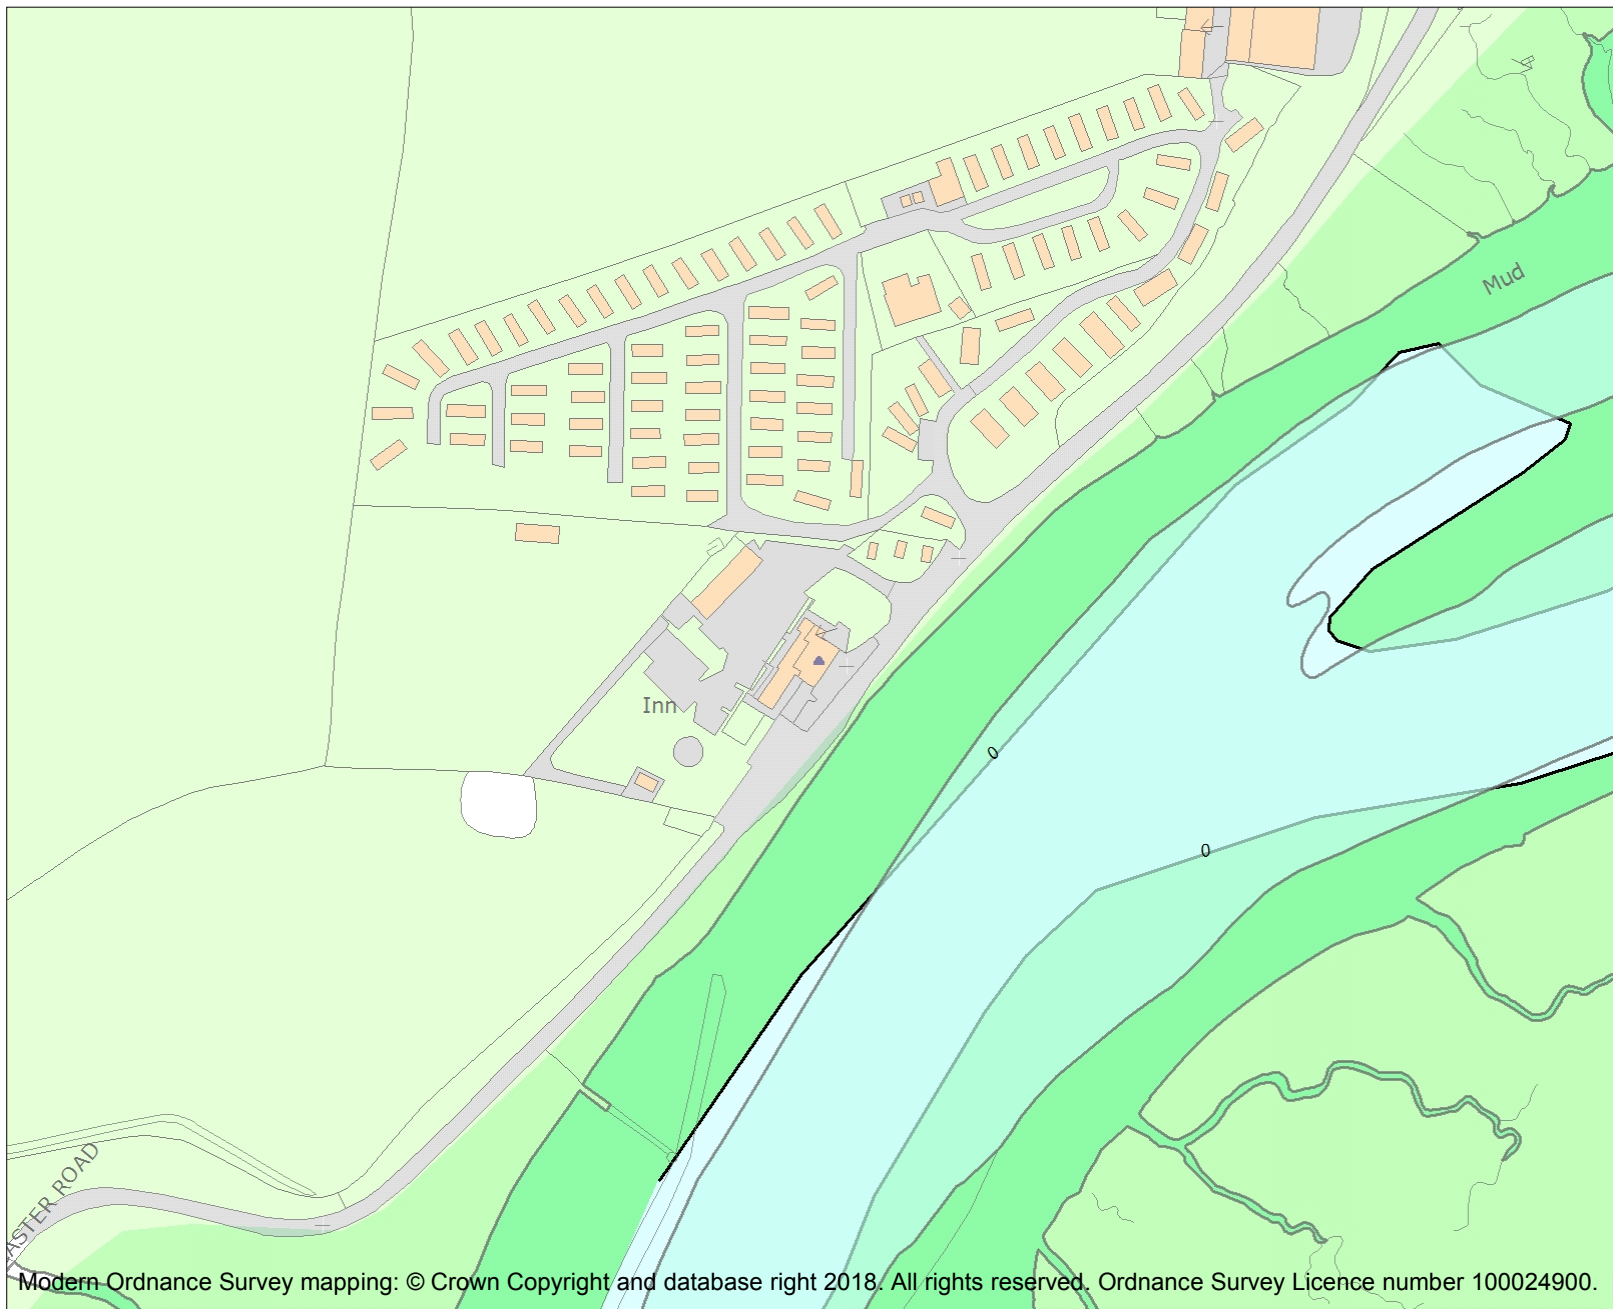 Mud
Inn
0
0
ASTER ROAD
Modern Ordnance Survey mapping: © Crown Copyright and database right 2018. All rights reserved. Ordnance Survey Licence number 100024900.